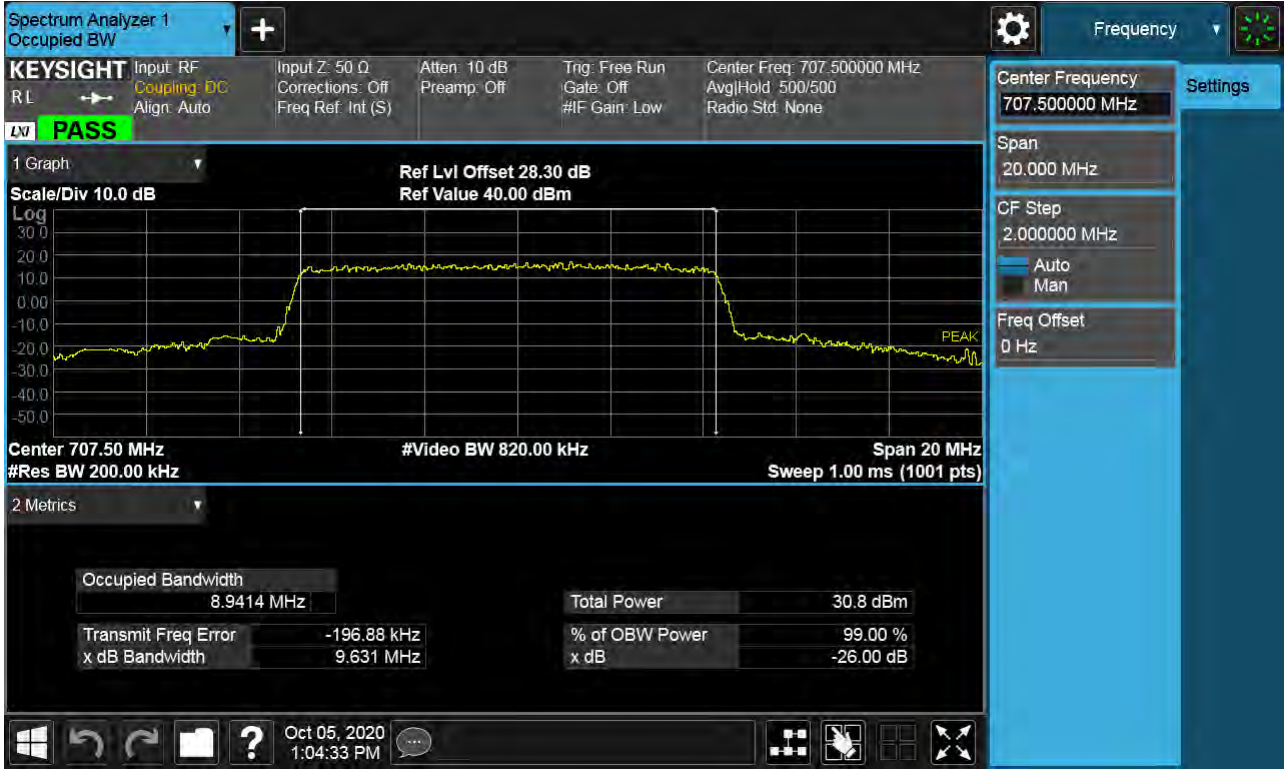 Spectrum Analyzer 1
Occupied BW
+
Frequency
KEYSIGHT
R L
LXI
PASS
Input: RF
Coupling: DC
Align: Auto
Input Z: 50 Ω
Corrections: Off
Freq Ref: Int (S)
Atten: 10 dB
Preamp: Off
Trig: Free Run
Gate: Off
#IF Gain: Low
Center Freq: 707.500000 MHz
Avg|Hold: 500/500
Radio Std: None
Center Frequency
707.500000 MHz
Settings
Span
20.000 MHz
CF Step
2.000000 MHz
Auto
Man
Freq Offset
0 Hz
1 Graph
Scale/Div 10.0 dB
Ref Lvl Offset 28.30 dB
Ref Value 40.00 dBm
Log
30.0
20.0
10.0
0.00
-10.0
-20.0
-30.0
-40.0
-50.0
PEAK
Center 707.50 MHz
#Video BW 820.00 kHz
Span 20 MHz
#Res BW 200.00 kHz
Sweep 1.00 ms (1001 pts)
2 Metrics
Occupied Bandwidth
8.9414 MHz
Total Power 30.8 dBm
Transmit Freq Error -196.88 kHz
% of OBW Power 99.00 %
x dB Bandwidth 9.631 MHz
x dB -26.00 dB
?
Oct 05, 2020
1:04:33 PM